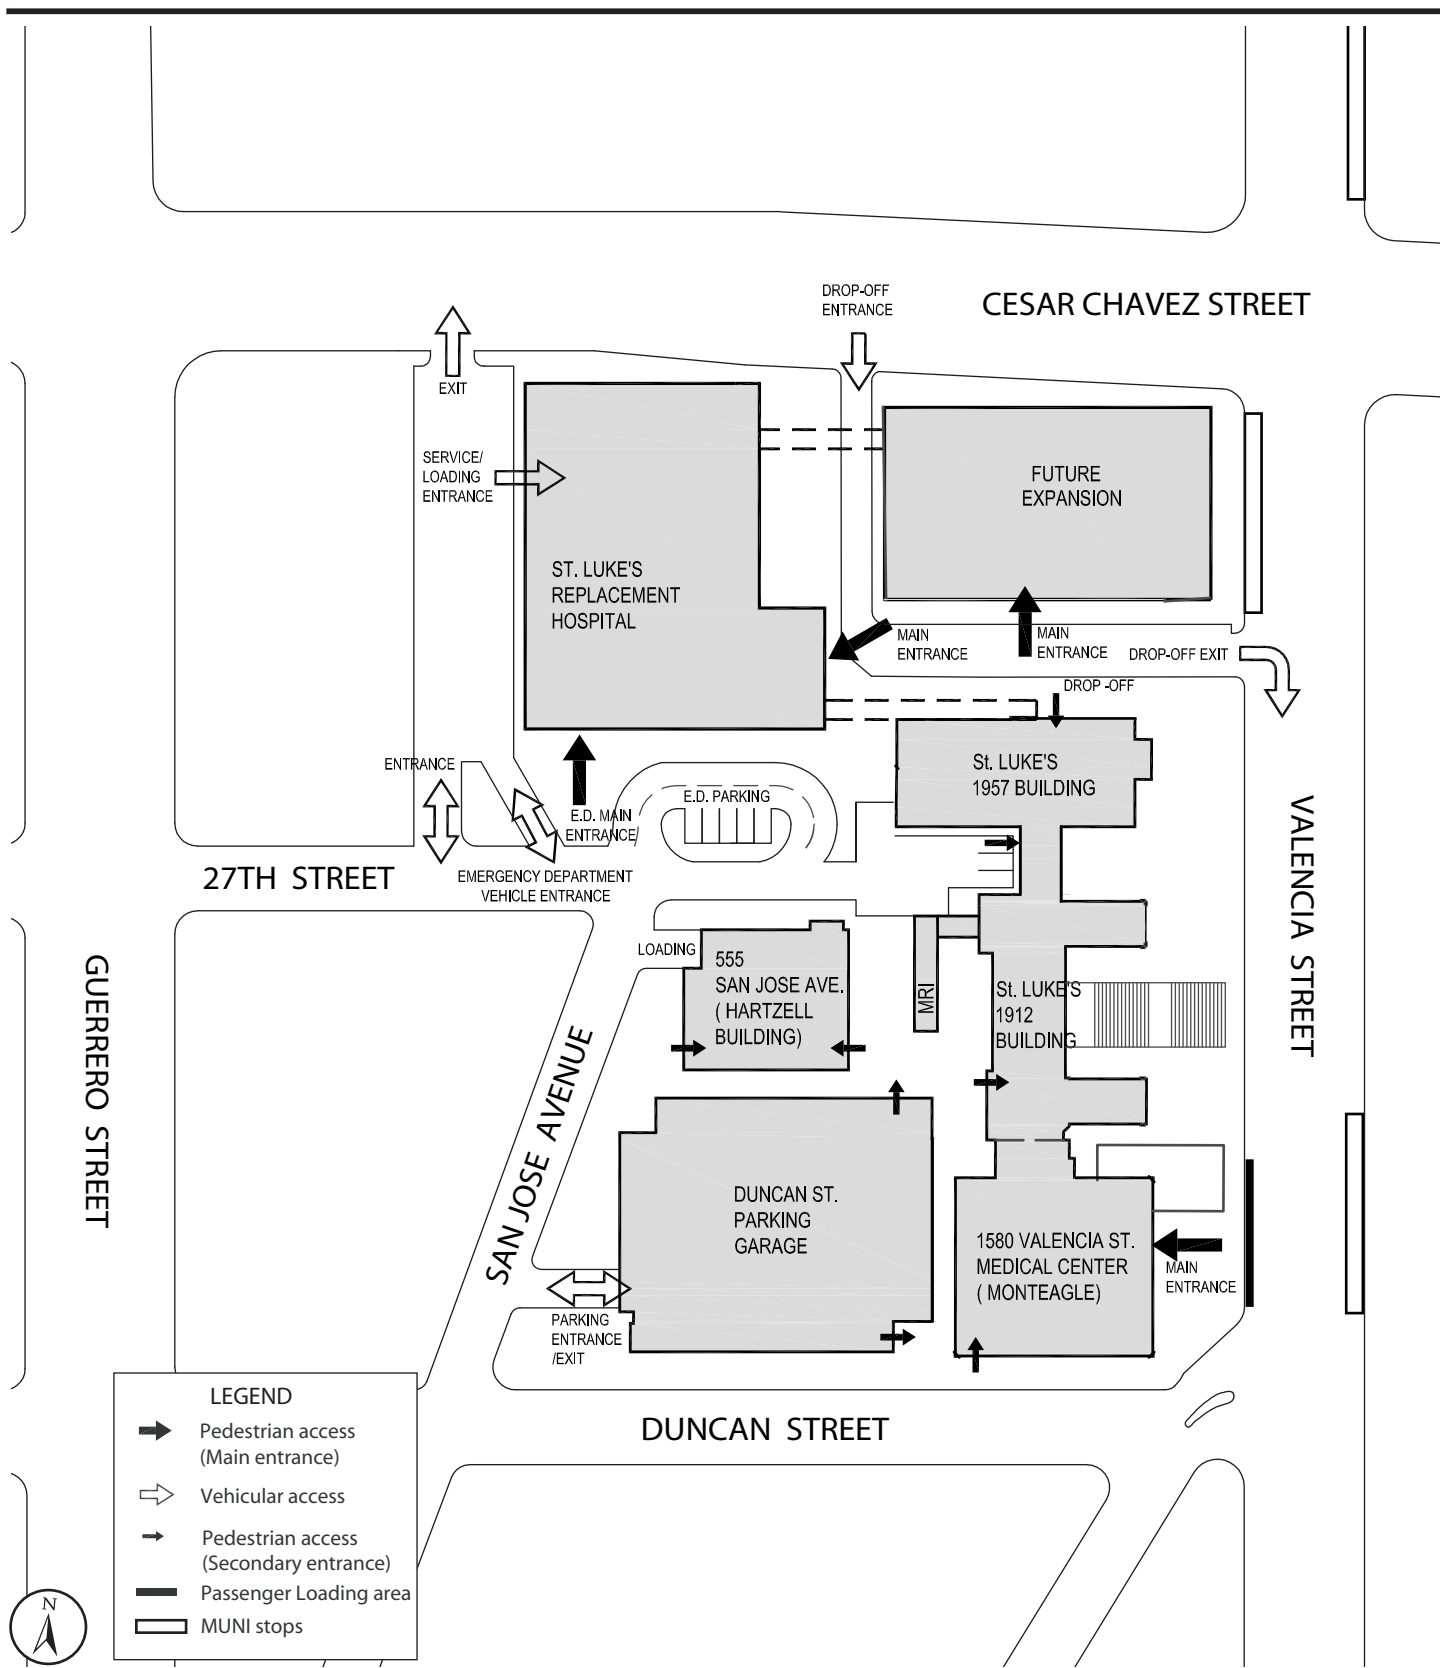 DROP-OFF
ENTRANCE
CESAR CHAVEZ STREET
EXIT
SERVICE/
LOADING
ENTRANCE
FUTURE
EXPANSION
ST. LUKE'S
REPLACEMENT
HOSPITAL
MAIN
ENTRANCE
MAIN
ENTRANCE
DROP-OFF EXIT
DROP -OFF
ENTRANCE
St. LUKE'S
1957 BUILDING
E.D. PARKING
E.D. MAIN
ENTRANCE
VALENCIA STREET
27TH STREET
EMERGENCY DEPARTMENT
VEHICLE ENTRANCE
GUERRERO STREET
LOADING
555
SAN JOSE AVE.
( HARTZELL
BUILDING)
MRI
St. LUKE'S
1912
BUILDING
SAN JOSE AVENUE
DUNCAN ST.
PARKING
GARAGE
1580 VALENCIA ST.
MEDICAL CENTER
( MONTEAGLE)
MAIN
ENTRANCE
PARKING
ENTRANCE
/EXIT
DUNCAN STREET
LEGEND
Pedestrian access
(Main entrance)
Vehicular access
Pedestrian access
(Secondary entrance)
Passenger Loading area
MUNI stops
N